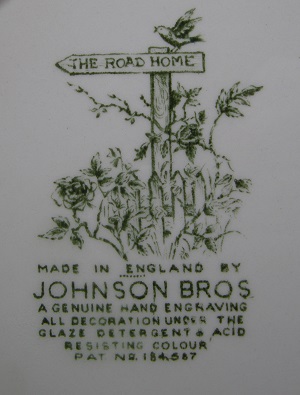 THE ROAD HOME
MADE IN ENGLAND BY
JOHNSON BROS
A GENUINE HAND ENGRAVING
ALL DECORATION UNDER THE
GLAZE DETERGENT & ACID
RESISTING COLOUR
PAT NO. 184587